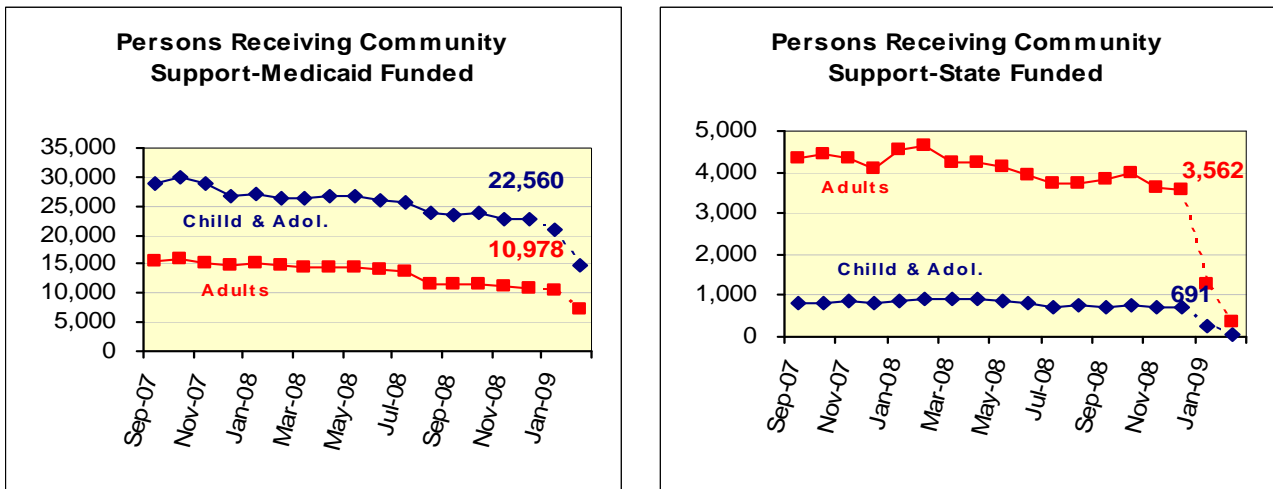 Persons Receiving Community
Support-Medicaid Funded
35,000
30,000
25,000
20,000
15,000
10,000
5,000
0
22,560
Chilld & Adol.
10,978
Adults
Sep-07
Nov-07
Jan-08
Mar-08
May-08
Jul-08
Sep-08
Nov-08
Jan-09
Persons Receiving Community
Support-State Funded
5,000
4,000
3,000
2,000
1,000
0
3,562
Adults
Chilld & Adol.
691
Sep-07
Nov-07
Jan-08
Mar-08
May-08
Jul-08
Sep-08
Nov-08
Jan-09